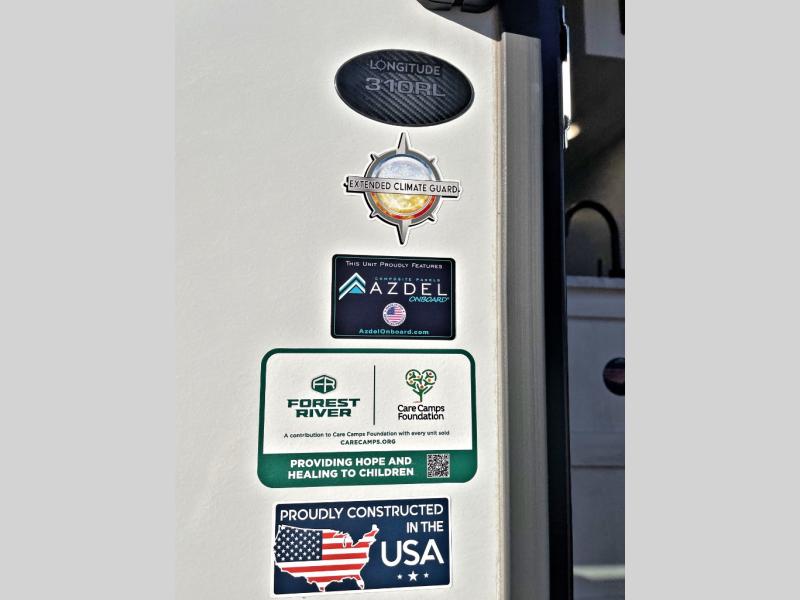 LONGITUDE
310RL
EXTENDED CLIMATE GUARD
This Unit Proudly Features
COMPOSITE PANELS
AZDEL
ONBOARD®
AzdelOnboard.com
FR
FOREST
RIVER
Care Camps
Foundation
A contribution to Care Camps Foundation with every unit sold
CARECAMPS.ORG
PROVIDING HOPE AND
HEALING TO CHILDREN
PROUDLY CONSTRUCTED
IN THE
USA